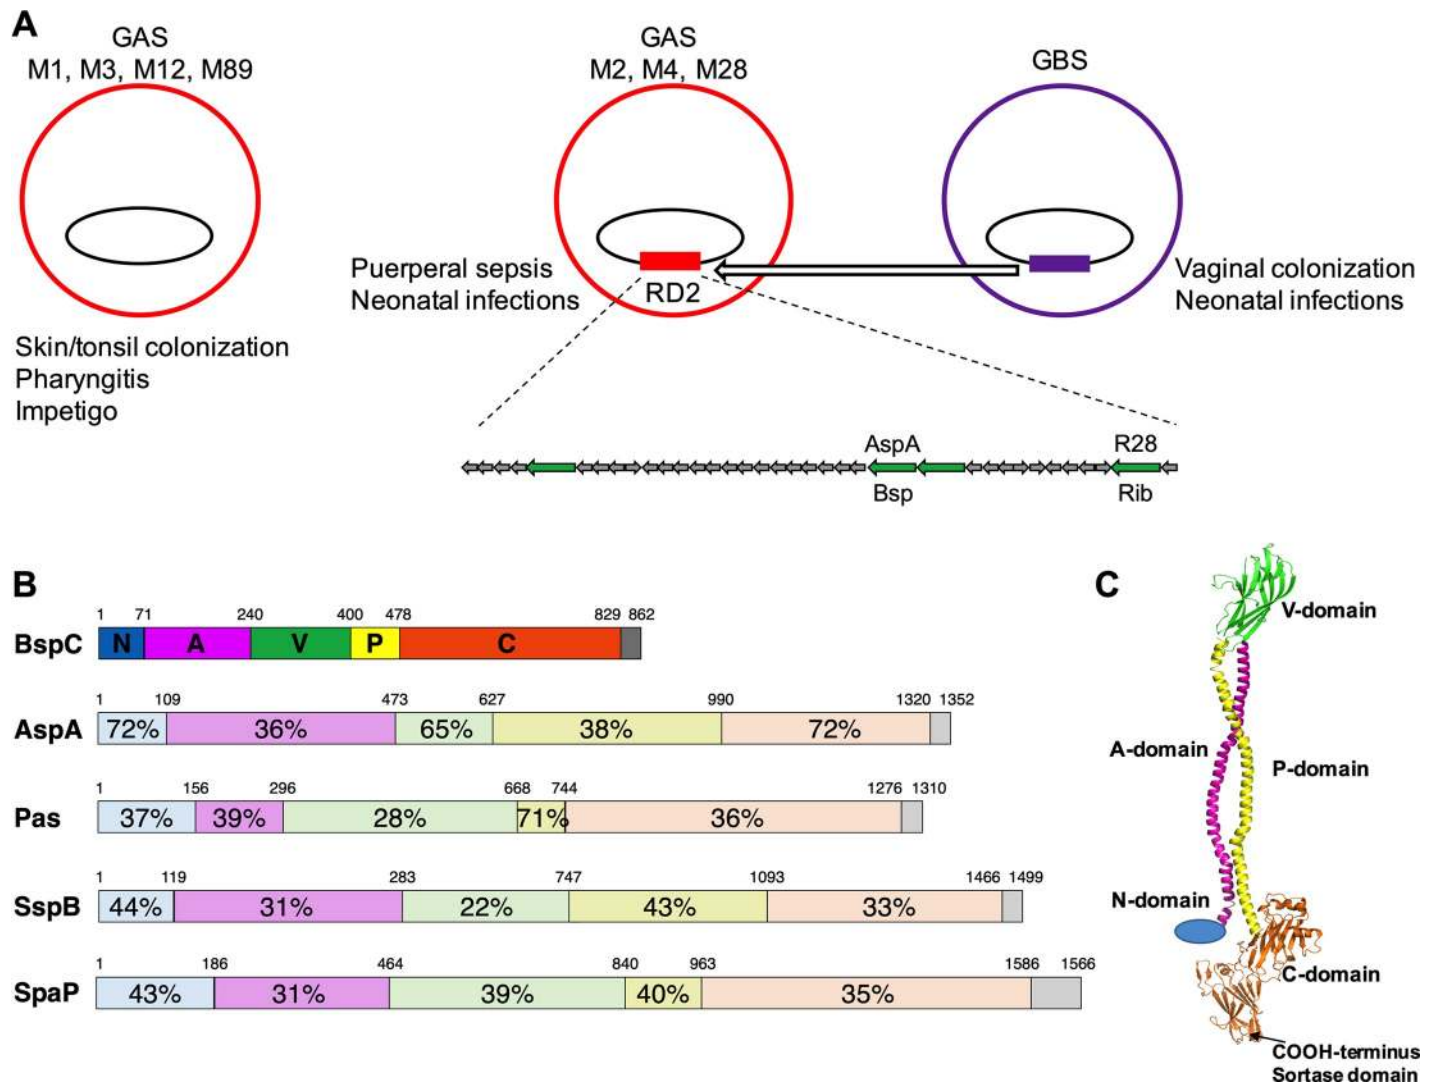 A
GAS
M1, M3, M12, M89
Skin/tonsil colonization
Pharyngitis
Impetigo
GAS
M2, M4, M28
Puerperal sepsis
Neonatal infections
RD2
GBS
Vaginal colonization
Neonatal infections
AspA
R28
Bsp
Rib
B
1 71 240 400 478 829 862
BspC N A V P C
1 109 473 627 990 1320 1352
AspA 72% 36% 65% 38% 72%
1 156 296 668 744 1276 1310
Pas 37% 39% 28% 71% 36%
1 119 283 747 1093 1466 1499
SspB 44% 31% 22% 43% 33%
1 186 464 840 963 1586 1566
SpaP 43% 31% 39% 40% 35%
C
V-domain
A-domain
P-domain
N-domain
C-domain
COOH-terminus
Sortase domain